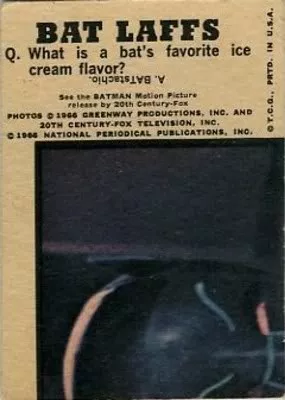 BAT LAFFS
Q. What is a bat's favorite ice
cream flavor?
A. BATstachio.
See the BATMAN Motion Picture
release by 20th Century-Fox
PHOTOS © 1966 GREENWAY PRODUCTIONS, INC. AND
20TH CENTURY-FOX TELEVISION, INC.
© 1966 NATIONAL PERIODICAL PUBLICATIONS, INC.
© T.C.G., PRTD. IN U.S.A.